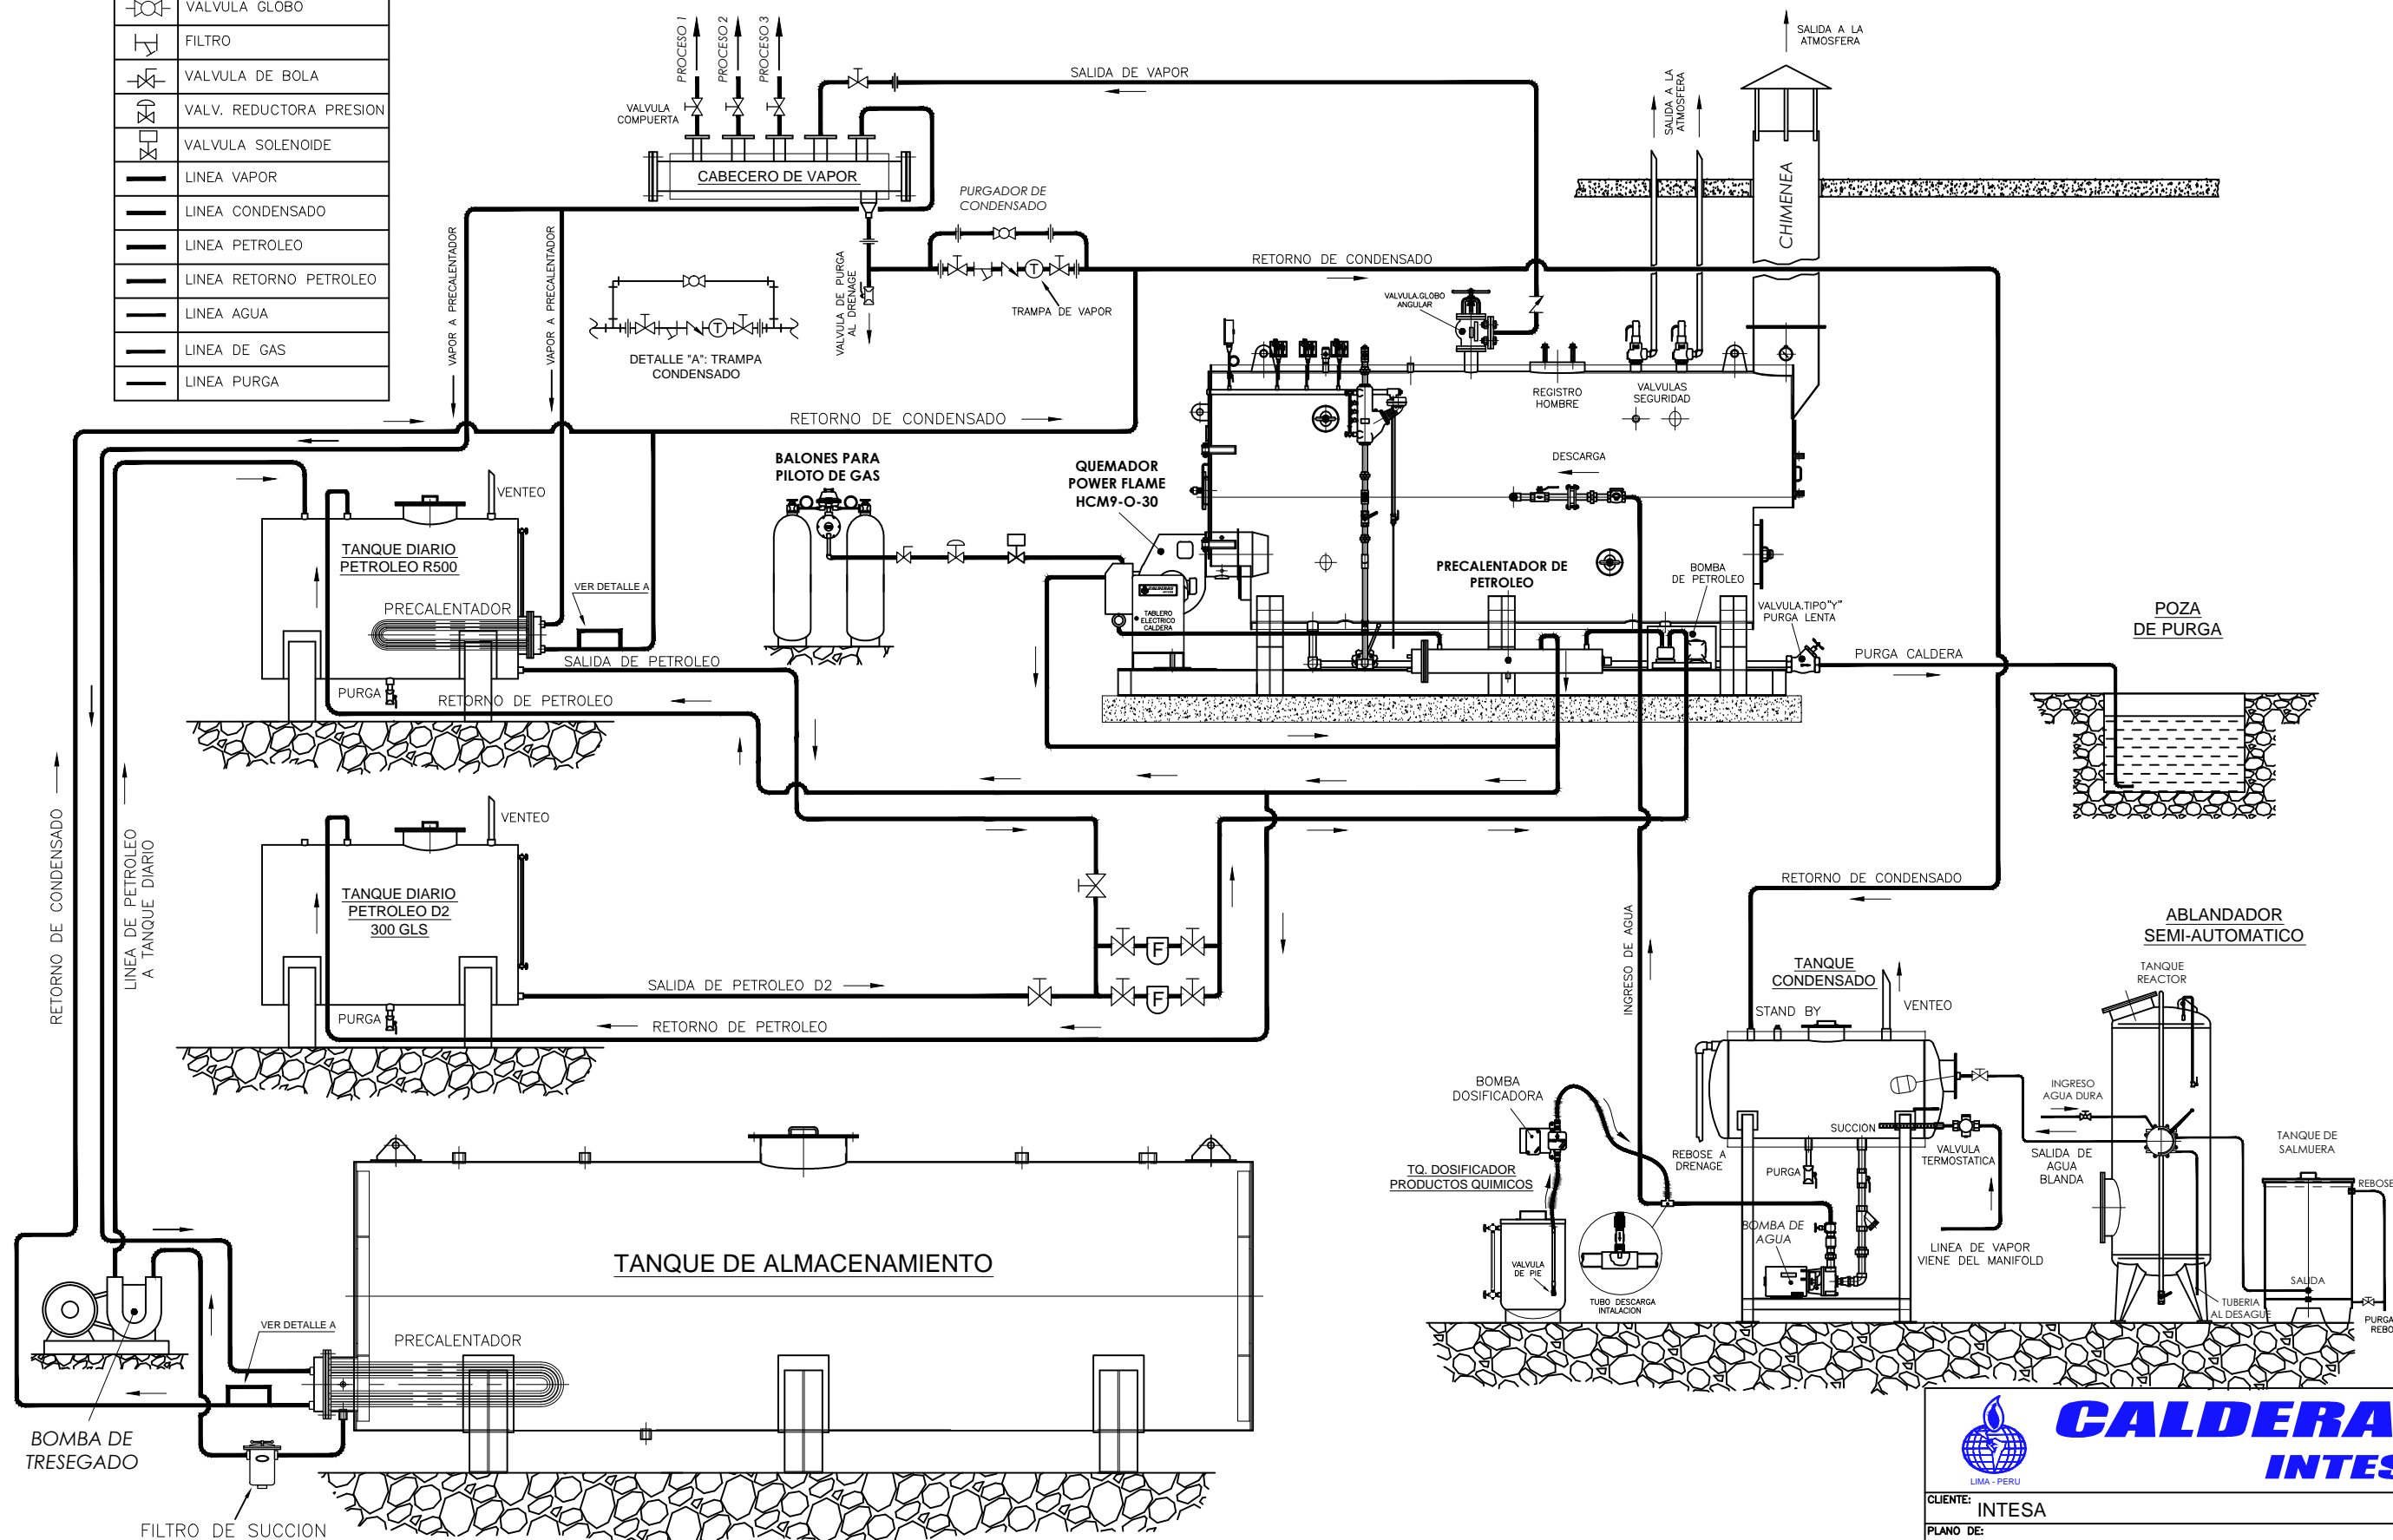 VALVULA GLOBO
FILTRO
VALVULA DE BOLA
VALV. REDUCTORA PRESION
VALVULA SOLENOIDE
LINEA VAPOR
LINEA CONDENSADO
LINEA PETROLEO
LINEA RETORNO PETROLEO
LINEA AGUA
LINEA DE GAS
LINEA PURGA
PROCESO 1
PROCESO 2
PROCESO 3
VALVULA
COMPUERTA
CABECERO DE VAPOR
SALIDA DE VAPOR
PURGADOR DE
CONDENSADO
T
TRAMPA DE VAPOR
RETORNO DE CONDENSADO
VALVULA DE PURGA
AL DRENAGE
VAPOR A PRECALENTADOR
VAPOR A PRECALENTADOR
T
DETALLE "A": TRAMPA
CONDENSADO
SALIDA A LA
ATMOSFERA
SALIDA A LA
ATMOSFERA
CHIMENEA
VALVULA.GLOBO
ANGULAR
REGISTRO
HOMBRE
VALVULAS
SEGURIDAD
DESCARGA
RETORNO DE CONDENSADO
BALONES PARA
PILOTO DE GAS
QUEMADOR
POWER FLAME
HCM9-O-30
TABLERO
ELECTRICO
CALDERA
PRECALENTADOR DE
PETROLEO
BOMBA
DE PETROLEO
VALVULA.TIPO"Y"
PURGA LENTA
PURGA CALDERA
POZA
DE PURGA
VENTEO
TANQUE DIARIO
PETROLEO R500
PRECALENTADOR
VER DETALLE A
SALIDA DE PETROLEO
PURGA
RETORNO DE PETROLEO
VENTEO
TANQUE DIARIO
PETROLEO D2
300 GLS
PURGA
SALIDA DE PETROLEO D2
RETORNO DE PETROLEO
F
F
RETORNO DE CONDENSADO
LINEA DE PETROLEO
A TANQUE DIARIO
INGRESO DE AGUA
RETORNO DE CONDENSADO
TANQUE
CONDENSADO
STAND BY
VENTEO
SUCCION
REBOSE A
DRENAGE
PURGA
VALVULA
TERMOSTATICA
BOMBA DE
AGUA
LINEA DE VAPOR
VIENE DEL MANIFOLD
ABLANDADOR
SEMI-AUTOMATICO
TANQUE
REACTOR
INGRESO
AGUA DURA
SALIDA DE
AGUA
BLANDA
TANQUE DE
SALMUERA
REBOSE
SALIDA
TUBERIA
AL DESAGUE
PURGA
REBO
BOMBA
DOSIFICADORA
TQ. DOSIFICADOR
PRODUCTOS QUIMICOS
VALVULA
DE PIE
TUBO DESCARGA
INTALACION
TANQUE DE ALMACENAMIENTO
PRECALENTADOR
VER DETALLE A
BOMBA DE
TRESEGADO
FILTRO DE SUCCION
CALDERA
INTES
LIMA - PERU
CLIENTE: INTESA
PLANO DE: